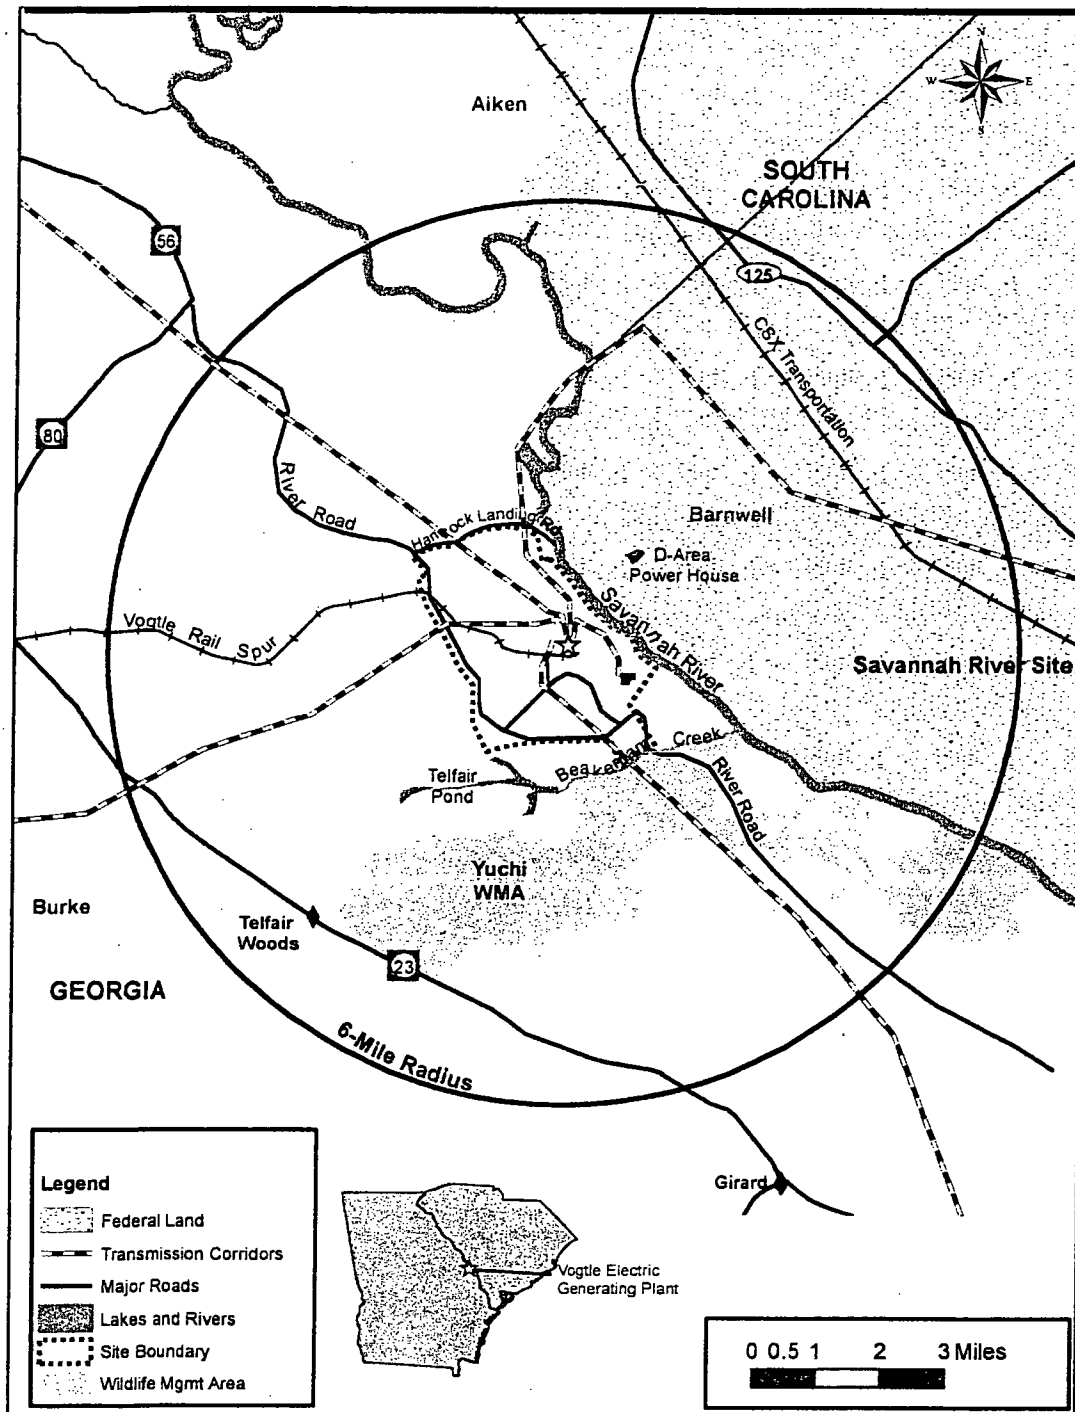 N
W
E
S
Aiken
SOUTH
CAROLINA
56
125
CSX Transportation
80
River Road
Hancock Landing Rd
Barnwell
D-Area
Power House
Vogtle Rail Spur
Savannah River
Savannah River Site
Telfair
Pond
Creek
River Road
Yuchi
WMA
Burke
Telfair
Woods
23
GEORGIA
6-Mile Radius
Girard
Legend
Federal Land
Transmission Corridors
Major Roads
Lakes and Rivers
Site Boundary
Wildlife Mgmt Area
Vogtle Electric
Generating Plant
0 0.5 1 2 3 Miles